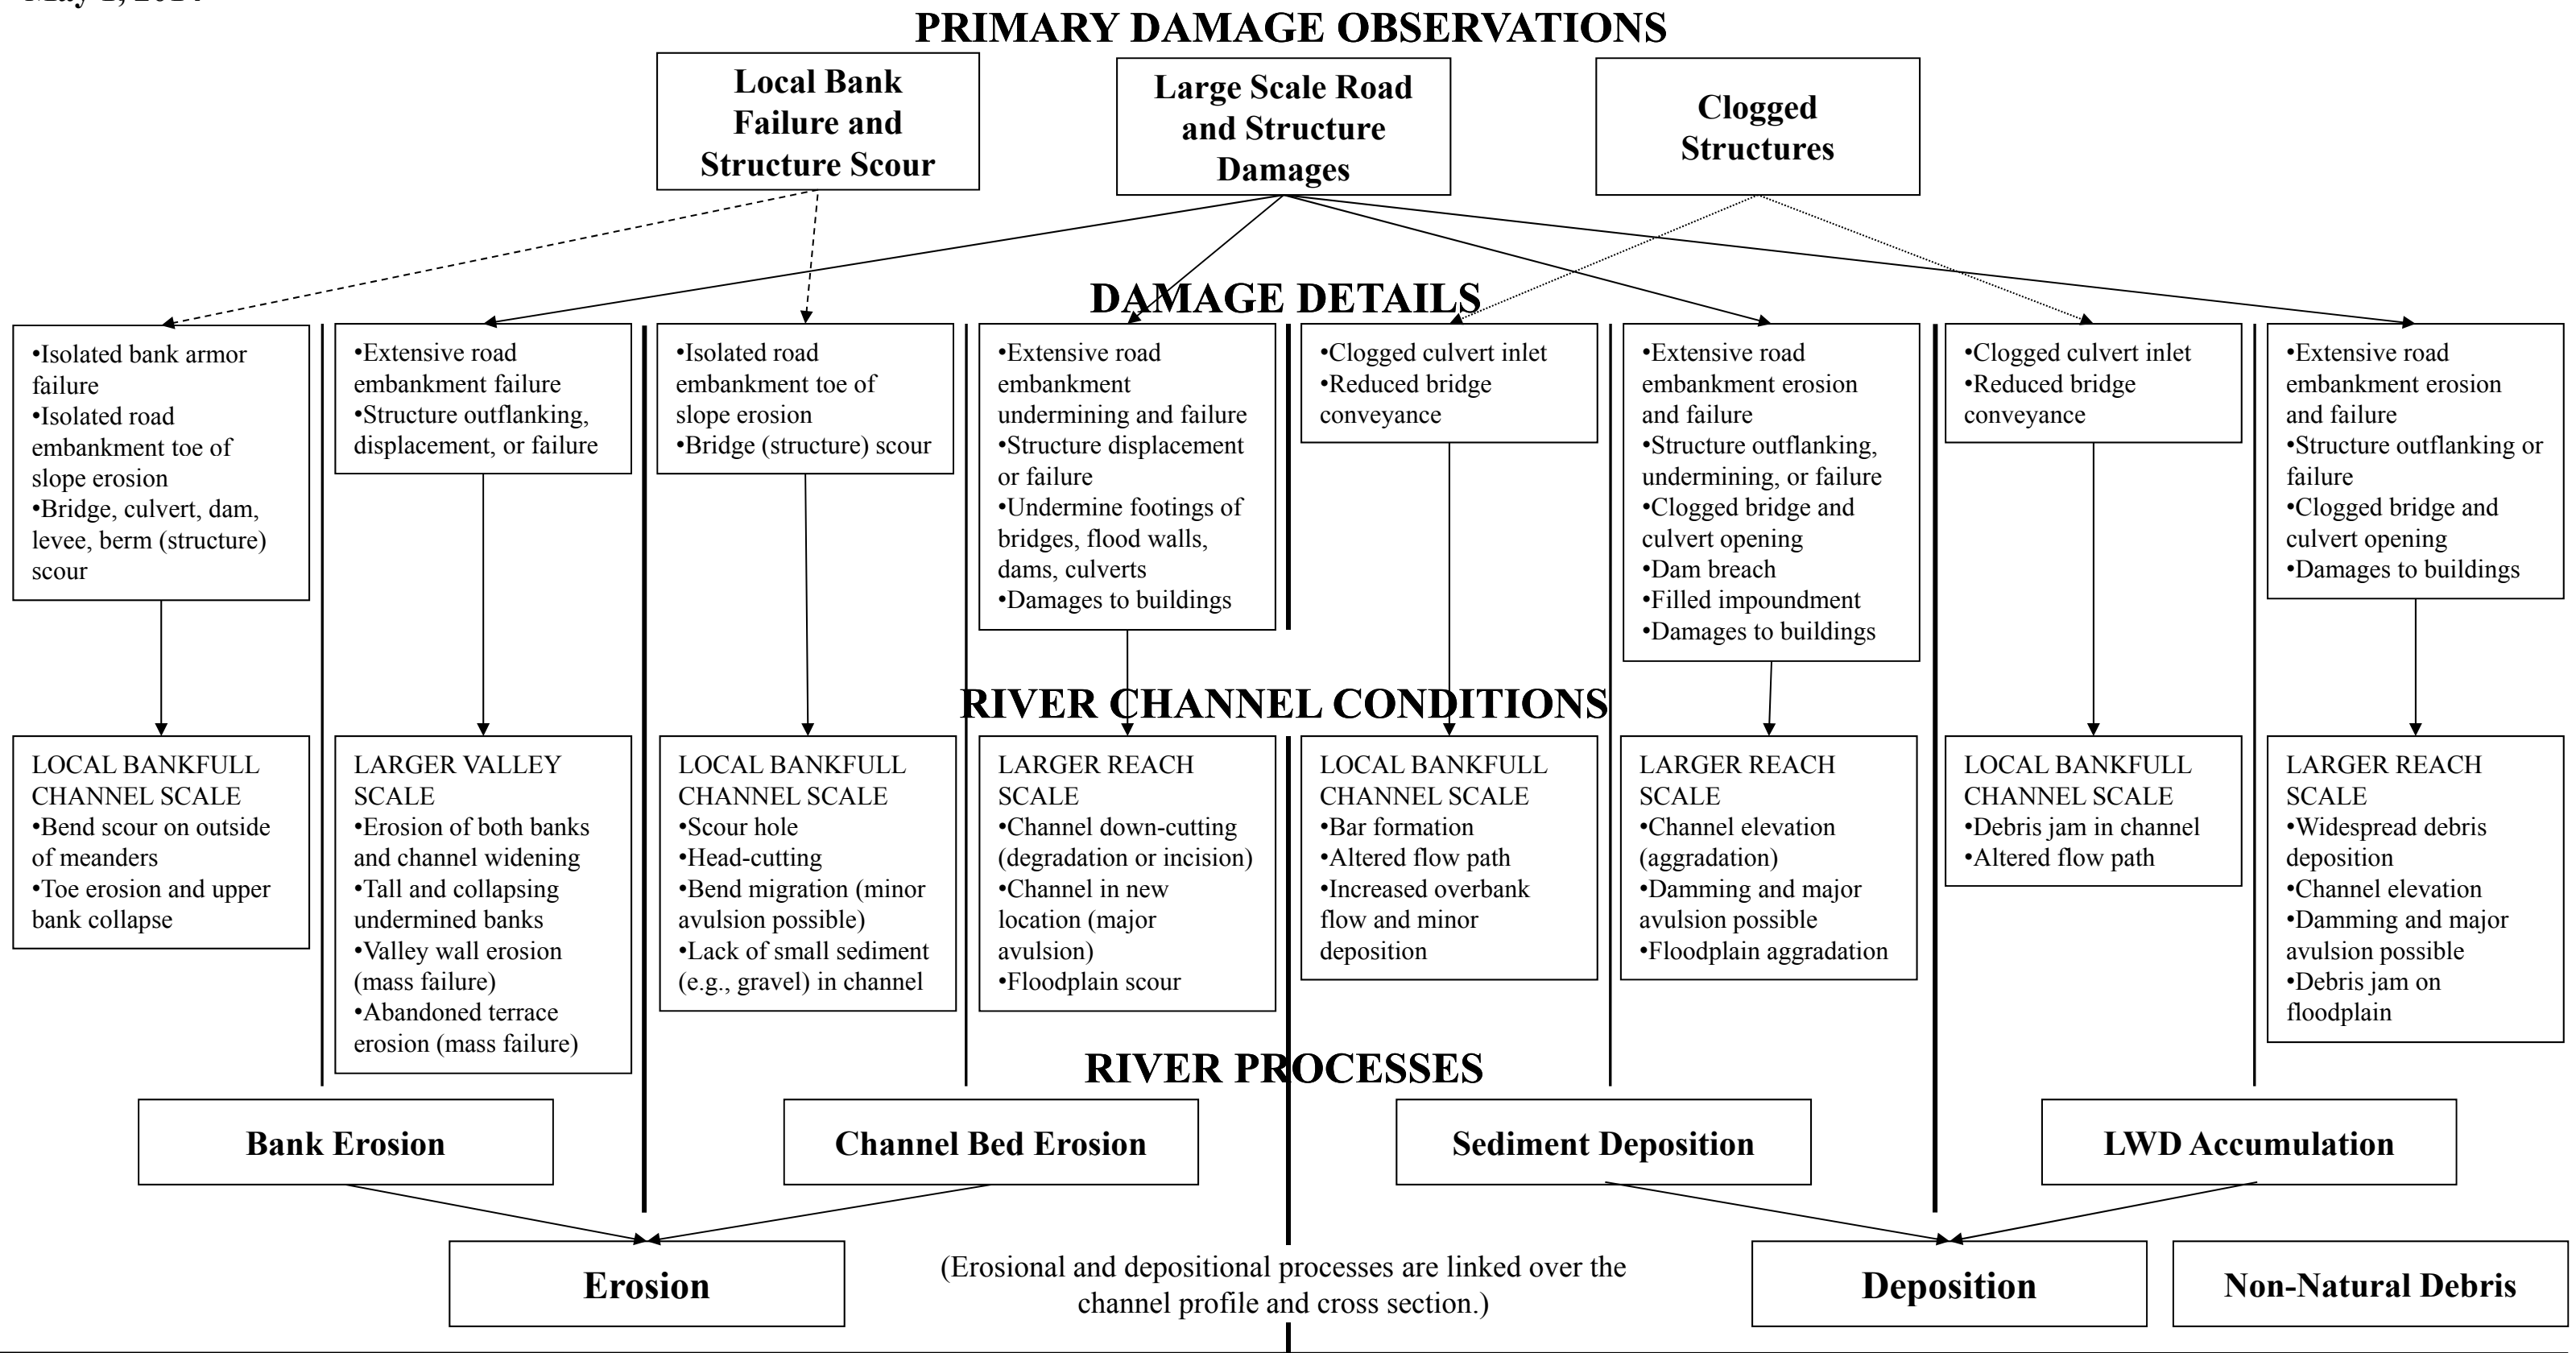 PRIMARY DAMAGE OBSERVATIONS
Local Bank
Failure and
Structure Scour
Large Scale Road
and Structure
Damages
Clogged
Structures
DAMAGE DETAILS
•Isolated bank armor
failure
•Isolated road
embankment toe of
slope erosion
•Bridge, culvert, dam,
levee, berm (structure)
scour
•Extensive road
embankment failure
•Structure outflanking,
displacement, or failure
•Isolated road
embankment toe of
slope erosion
•Bridge (structure) scour
•Extensive road
embankment
undermining and failure
•Structure displacement
or failure
•Undermine footings of
bridges, flood walls,
dams, culverts
•Damages to buildings
•Clogged culvert inlet
•Reduced bridge
conveyance
•Extensive road
embankment erosion
and failure
•Structure outflanking,
undermining, or failure
•Clogged bridge and
culvert opening
•Dam breach
•Filled impoundment
•Damages to buildings
•Clogged culvert inlet
•Reduced bridge
conveyance
•Extensive road
embankment erosion
and failure
•Structure outflanking or
failure
•Clogged bridge and
culvert opening
•Damages to buildings
RIVER CHANNEL CONDITIONS
LOCAL BANKFULL
CHANNEL SCALE
•Bend scour on outside
of meanders
•Toe erosion and upper
bank collapse
LARGER VALLEY
SCALE
•Erosion of both banks
and channel widening
•Tall and collapsing
undermined banks
•Valley wall erosion
(mass failure)
•Abandoned terrace
erosion (mass failure)
LOCAL BANKFULL
CHANNEL SCALE
•Scour hole
•Head-cutting
•Bend migration (minor
avulsion possible)
•Lack of small sediment
(e.g., gravel) in channel
LARGER REACH
SCALE
•Channel down-cutting
(degradation or incision)
•Channel in new
location (major
avulsion)
•Floodplain scour
LOCAL BANKFULL
CHANNEL SCALE
•Bar formation
•Altered flow path
•Increased overbank
flow and minor
deposition
LARGER REACH
SCALE
•Channel elevation
(aggradation)
•Damming and major
avulsion possible
•Floodplain aggradation
LOCAL BANKFULL
CHANNEL SCALE
•Debris jam in channel
•Altered flow path
LARGER REACH
SCALE
•Widespread debris
deposition
•Channel elevation
•Damming and major
avulsion possible
•Debris jam on
floodplain
RIVER PROCESSES
Bank Erosion
Channel Bed Erosion
Sediment Deposition
LWD Accumulation
Erosion
(Erosional and depositional processes are linked over the
channel profile and cross section.)
Deposition
Non-Natural Debris